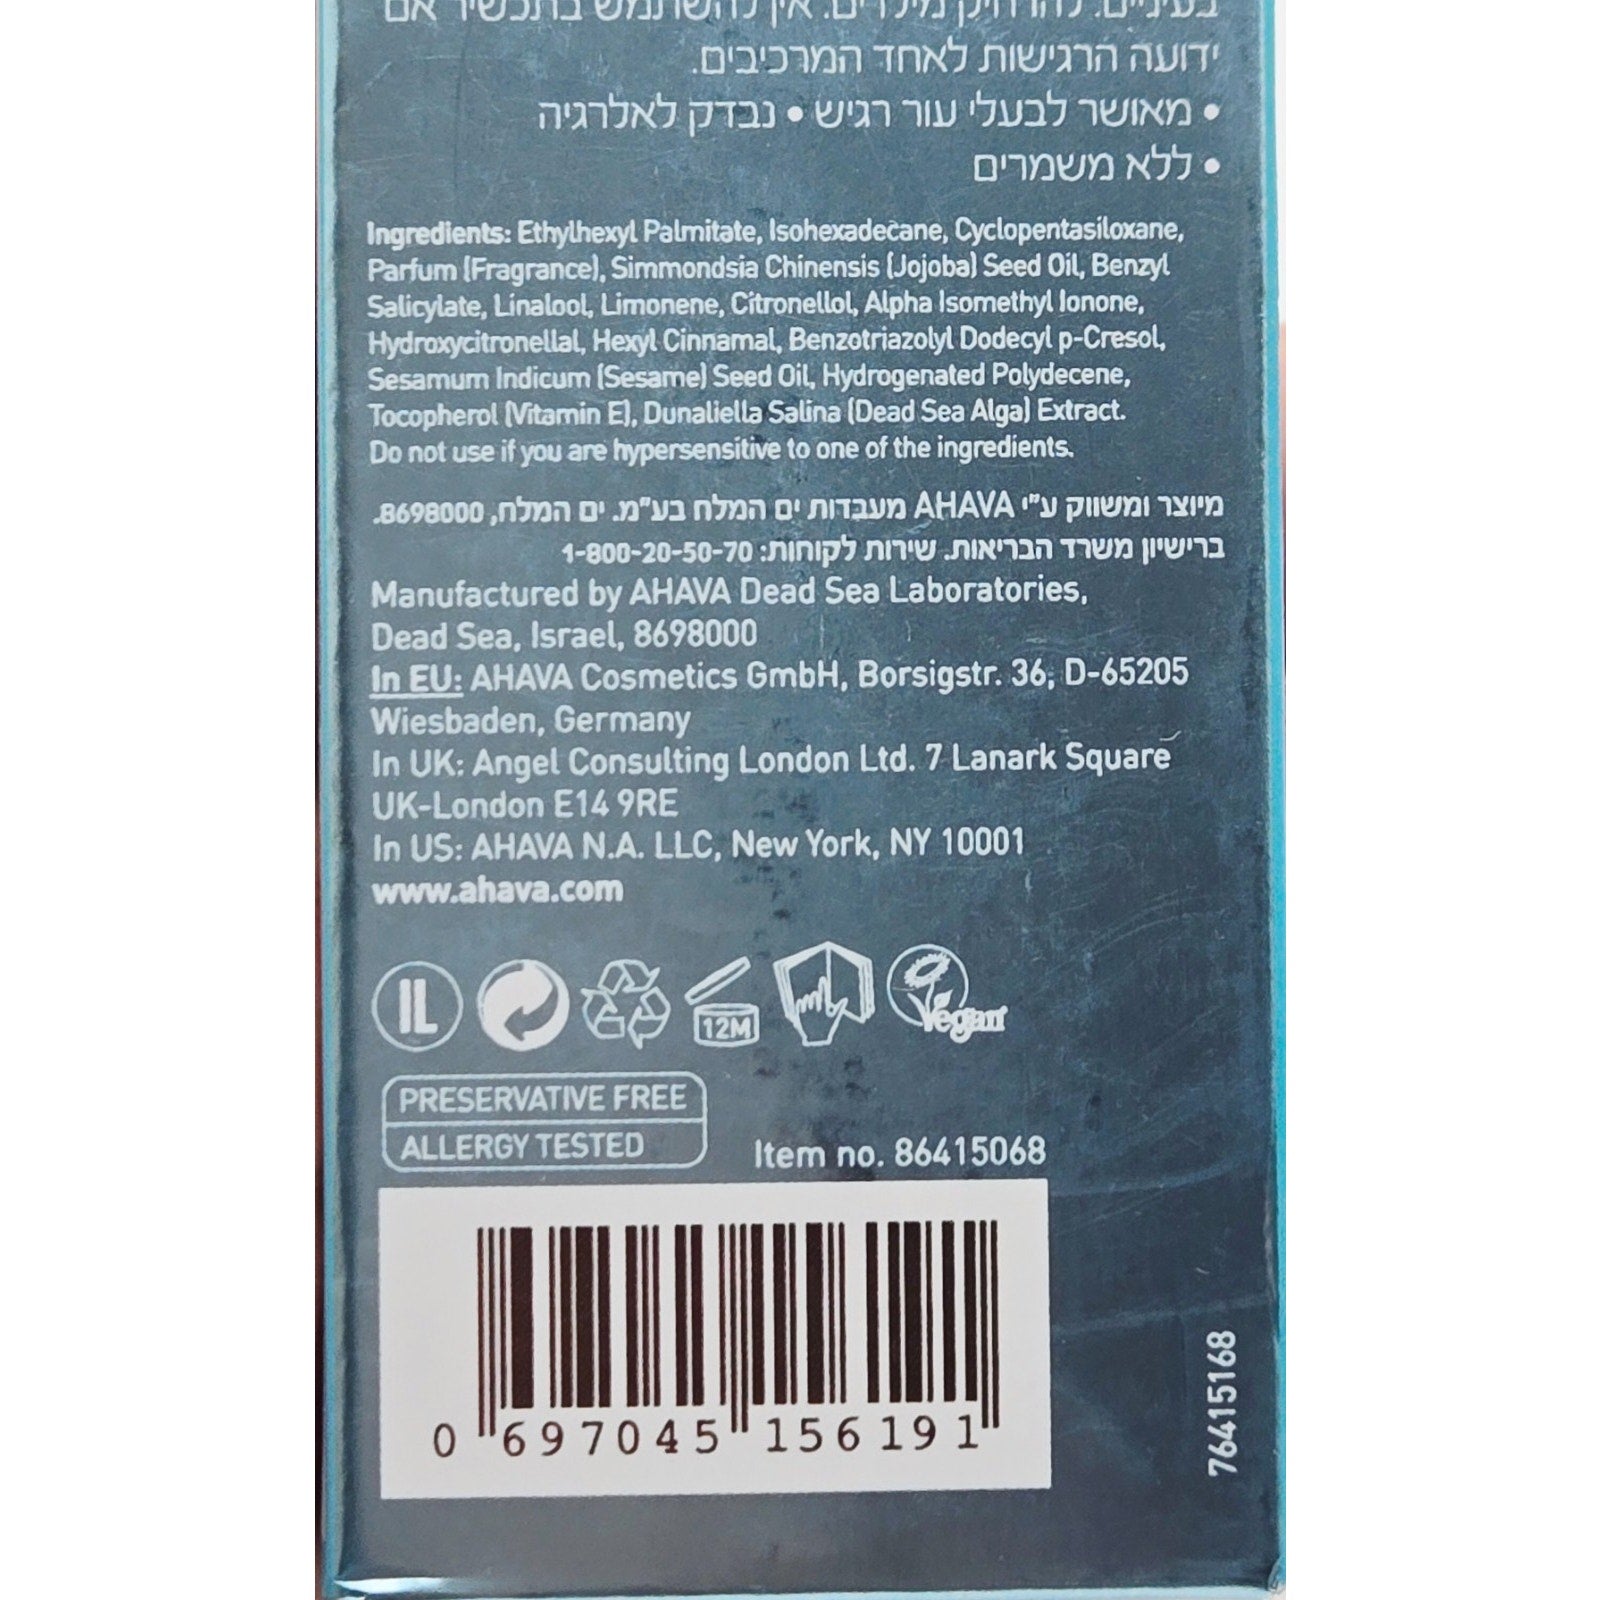 בעיניים. להרחיק מילדים. אין להשתמש בתכשיר אם
ידועה הרגישות לאחד המרכיבים.
• מאושר לבעלי עור רגיש • נבדק לאלרגיה
• ללא משמרים
Ingredients: Ethylhexyl Palmitate, Isohexadecane, Cyclopentasiloxane,
Parfum (Fragrance), Simmondsia Chinensis (Jojoba) Seed Oil, Benzyl
Salicylate, Linalool, Limonene, Citronellol, Alpha Isomethyl Ionone,
Hydroxycitronellal, Hexyl Cinnamal, Benzotriazolyl Dodecyl p-Cresol,
Sesamum Indicum (Sesame) Seed Oil, Hydrogenated Polydecene,
Tocopherol (Vitamin E), Dunaliella Salina (Dead Sea Alga) Extract.
Do not use if you are hypersensitive to one of the ingredients.
מיוצר ומשווק ע"י AHAVA מעבדות ים המלח בע"מ. ים המלח, 8698000.
ברישיון משרד הבריאות. שירות לקוחות: 1-800-20-50-70
Manufactured by AHAVA Dead Sea Laboratories,
Dead Sea, Israel, 8698000
In EU: AHAVA Cosmetics GmbH, Borsigstr. 36, D-65205
Wiesbaden, Germany
In UK: Angel Consulting London Ltd. 7 Lanark Square
UK-London E14 9RE
In US: AHAVA N.A. LLC, New York, NY 10001
www.ahava.com
IL
12M
Vegan
PRESERVATIVE FREE
ALLERGY TESTED
Item no. 86415068
0 697045 156191
76415168